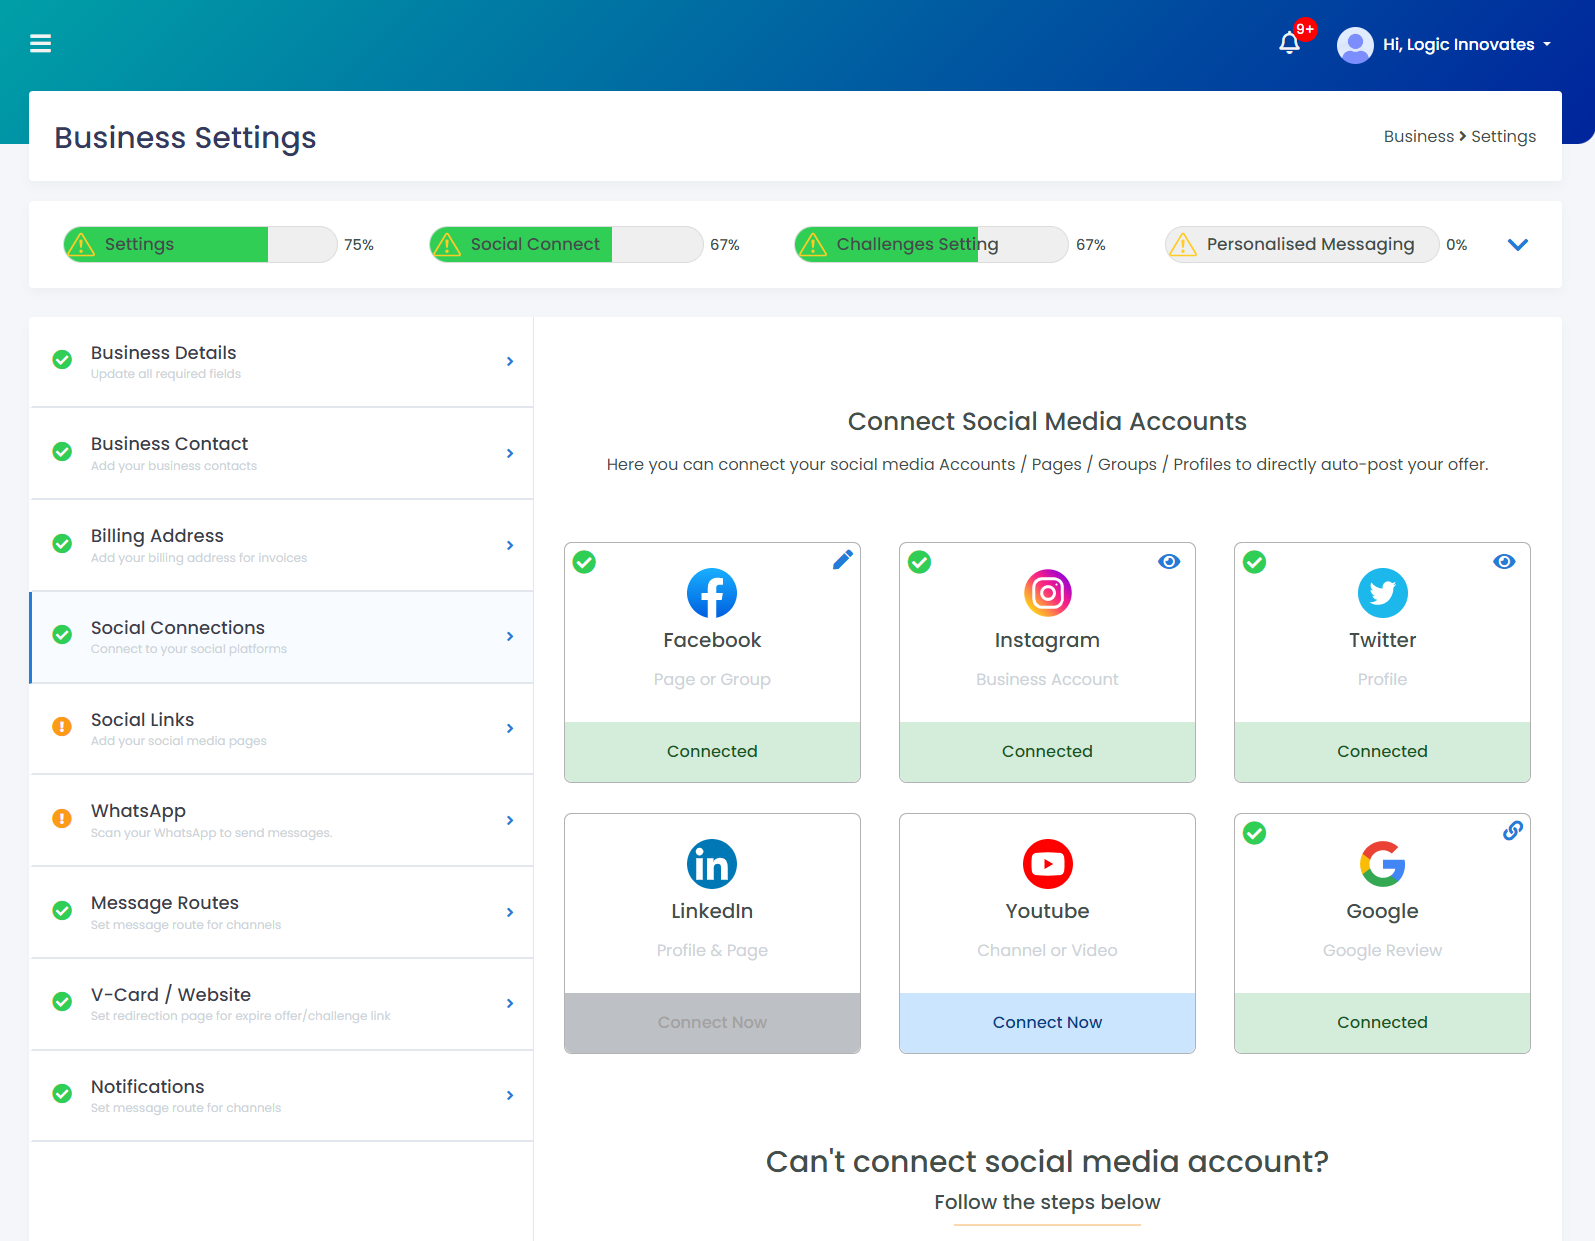 9+
Hi, Logic Innovates
Business Settings
Business > Settings
Settings 75%
Social Connect 67%
Challenges Setting 67%
Personalised Messaging 0%
Business Details
Update all required fields
Business Contact
Add your business contacts
Billing Address
Add your billing address for invoices
Social Connections
Connect to your social platforms
Social Links
Add your social media pages
WhatsApp
Scan your WhatsApp to send messages.
Message Routes
Set message route for channels
V-Card / Website
Set redirection page for expire offer/challenge link
Notifications
Set message route for channels
Connect Social Media Accounts
Here you can connect your social media Accounts / Pages / Groups / Profiles to directly auto-post your offer.
Facebook
Page or Group
Connected
Instagram
Business Account
Connected
Twitter
Profile
Connected
LinkedIn
Profile & Page
Connect Now
Youtube
Channel or Video
Connect Now
Google
Google Review
Connected
Can't connect social media account?
Follow the steps below